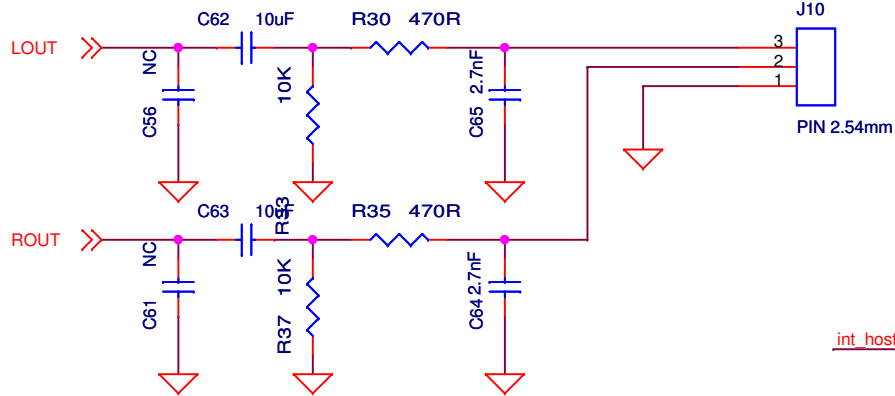 J10
C62 10uF R30 470R
LOUT
NC
10K
C56
C65 2.7nF
3
2
1
PIN 2.54mm
C63 10uF R35 470R
R33
ROUT
NC
10K
C61
R37
C64 2.7nF
int_host